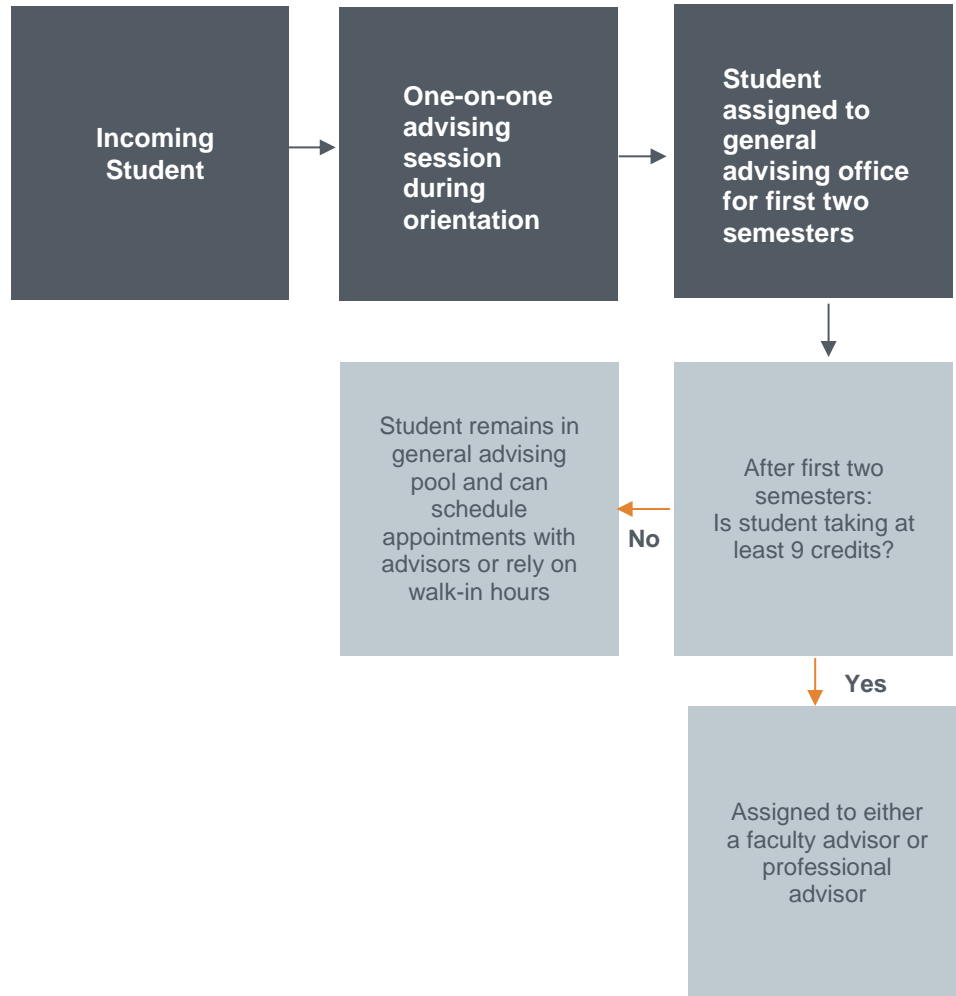 Incoming
Student
One-on-one
advising
session
during
orientation
Student
assigned to
general
advising office
for first two
semesters
After first two
semesters:
Is student taking at
least 9 credits?
No
Student remains in
general advising
pool and can
schedule
appointments with
advisors or rely on
walk-in hours
Yes
Assigned to either
a faculty advisor or
professional
advisor